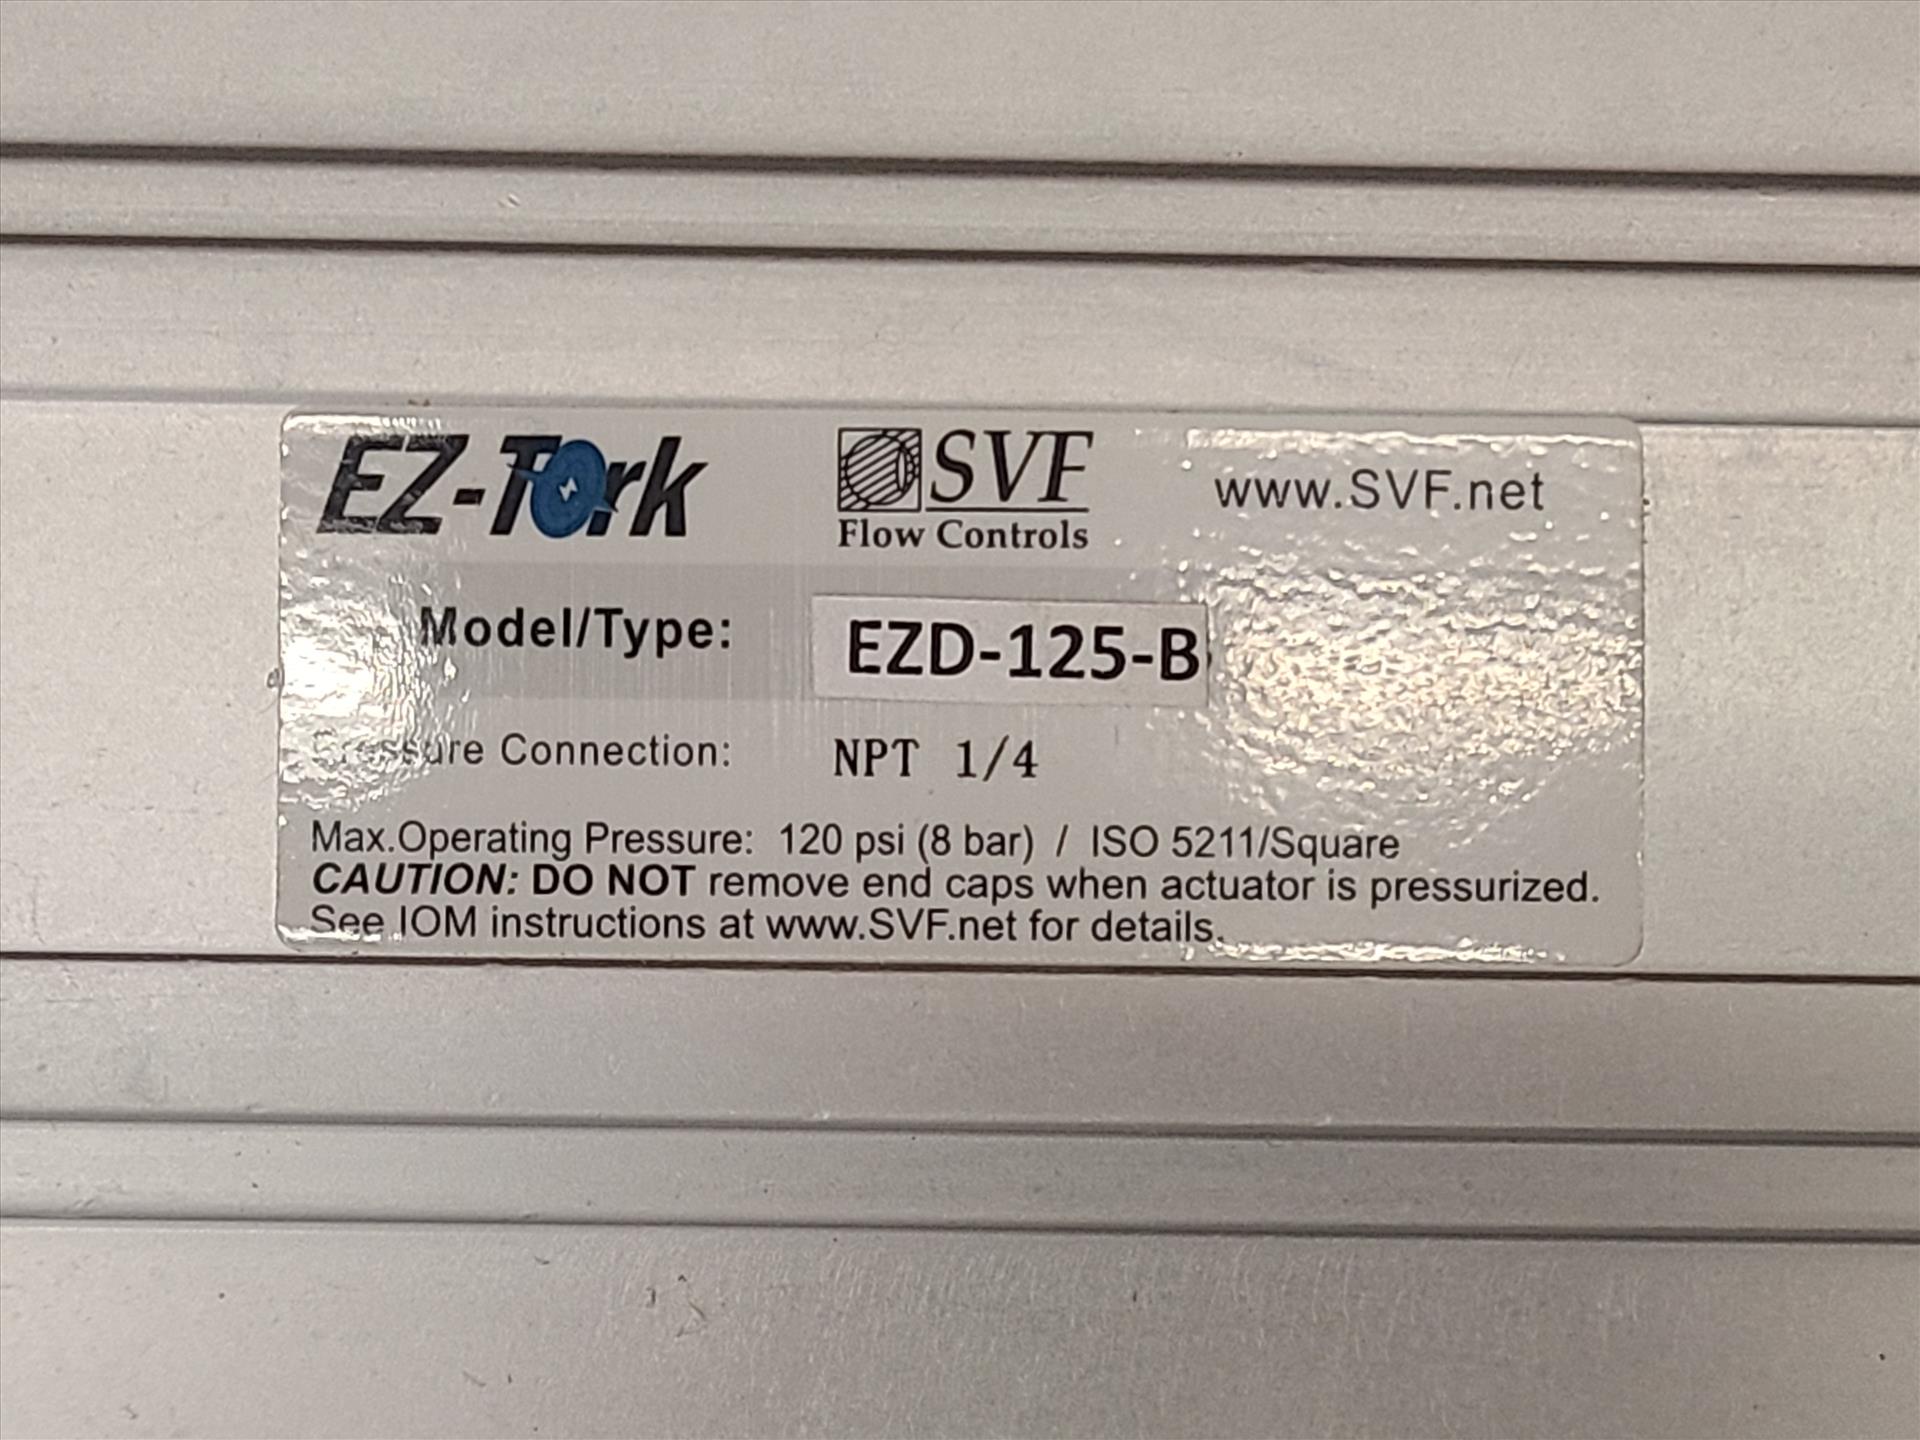 EZ-Tork
SVF
Flow Controls
www.SVF.net
Model/Type: EZD-125-B
Pressure Connection: NPT 1/4
Max.Operating Pressure: 120 psi (8 bar) / ISO 5211/Square
CAUTION: DO NOT remove end caps when actuator is pressurized.
See IOM instructions at www.SVF.net for details.